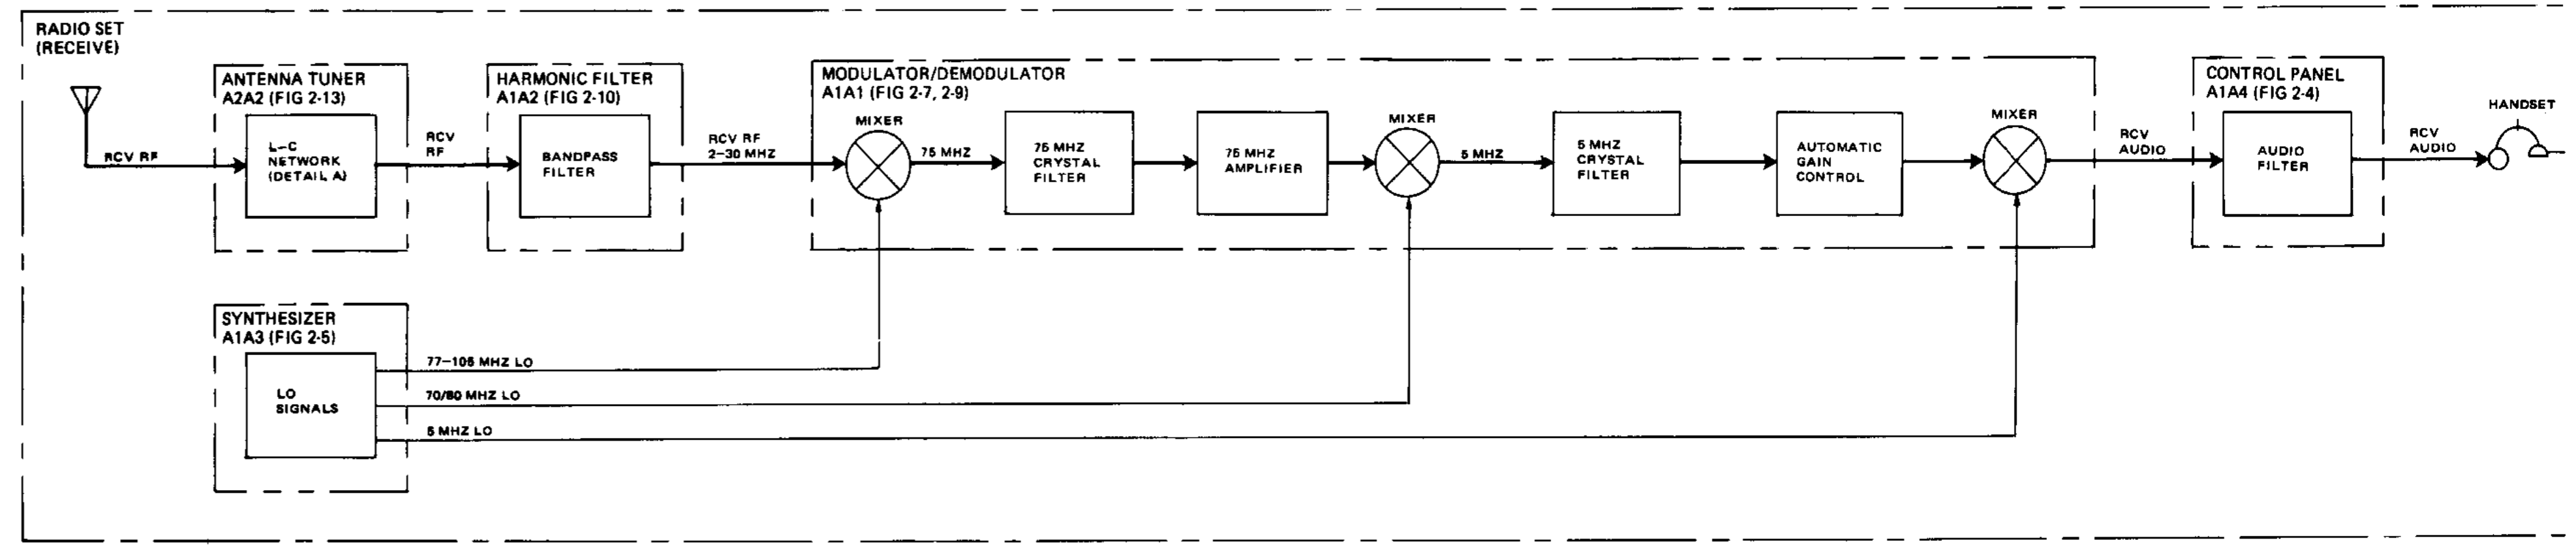 RADIO SET
(RECEIVE)
ANTENNA TUNER
A2A2 (FIG 2-13)
HARMONIC FILTER
A1A2 (FIG 2-10)
MODULATOR/DEMODULATOR
A1A1 (FIG 2-7, 2-9)
CONTROL PANEL
A1A4 (FIG 2-4)
HANDSET
RCV RF
L-C
NETWORK
(DETAIL A)
RCV
RF
BANDPASS
FILTER
RCV RF
2-30 MHZ
MIXER
75 MHZ
75 MHZ
CRYSTAL
FILTER
75 MHZ
AMPLIFIER
MIXER
5 MHZ
5 MHZ
CRYSTAL
FILTER
AUTOMATIC
GAIN
CONTROL
MIXER
RCV
AUDIO
AUDIO
FILTER
RCV
AUDIO
SYNTHESIZER
A1A3 (FIG 2-5)
LO
SIGNALS
77-105 MHZ LO
70/80 MHZ LO
5 MHZ LO